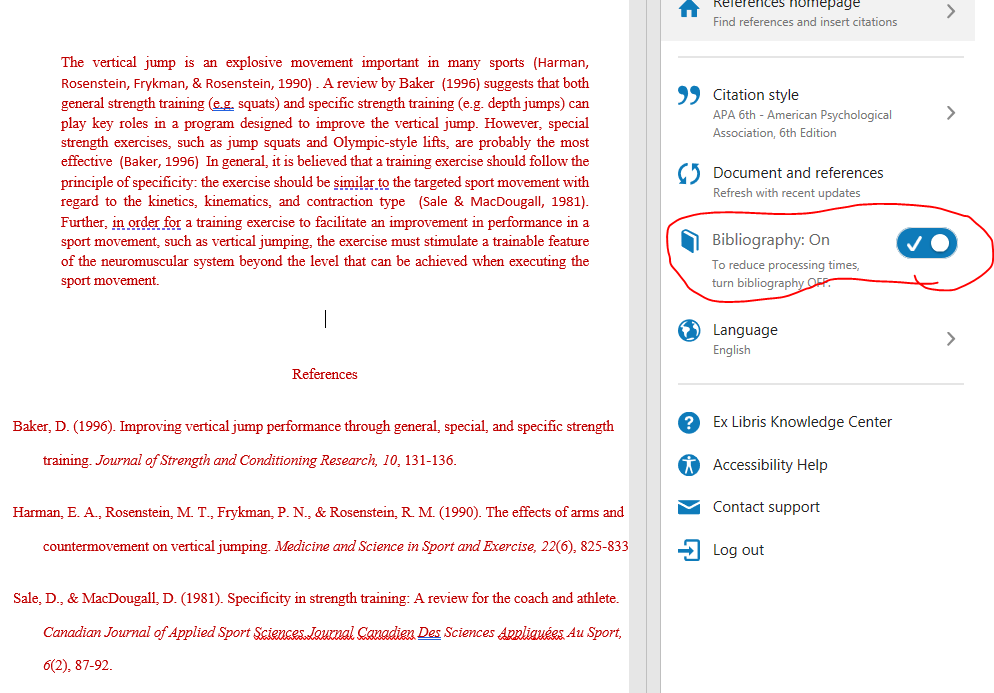 The vertical jump is an explosive movement important in many sports (Harman,
Rosenstein, Frykman, & Rosenstein, 1990) . A review by Baker (1996) suggests that both
general strength training (e.g. squats) and specific strength training (e.g. depth jumps) can
play key roles in a program designed to improve the vertical jump. However, special
strength exercises, such as jump squats and Olympic-style lifts, are probably the most
effective (Baker, 1996) In general, it is believed that a training exercise should follow the
principle of specificity: the exercise should be similar to the targeted sport movement with
regard to the kinetics, kinematics, and contraction type (Sale & MacDougall, 1981).
Further, in order for a training exercise to facilitate an improvement in performance in a
sport movement, such as vertical jumping, the exercise must stimulate a trainable feature
of the neuromuscular system beyond the level that can be achieved when executing the
sport movement.
References
Baker, D. (1996). Improving vertical jump performance through general, special, and specific strength
training. Journal of Strength and Conditioning Research, 10, 131-136.
Harman, E. A., Rosenstein, M. T., Frykman, P. N., & Rosenstein, R. M. (1990). The effects of arms and
countermovement on vertical jumping. Medicine and Science in Sport and Exercise, 22(6), 825-833
Sale, D., & MacDougall, D. (1981). Specificity in strength training: A review for the coach and athlete.
Canadian Journal of Applied Sport Sciences.Journal Canadien Des Sciences Appliquées Au Sport,
6(2), 87-92.
References homepage
Find references and insert citations
Citation style
APA 6th - American Psychological
Association, 6th Edition
Document and references
Refresh with recent updates
Bibliography: On
To reduce processing times,
turn bibliography OFF.
Language
English
Ex Libris Knowledge Center
Accessibility Help
Contact support
Log out